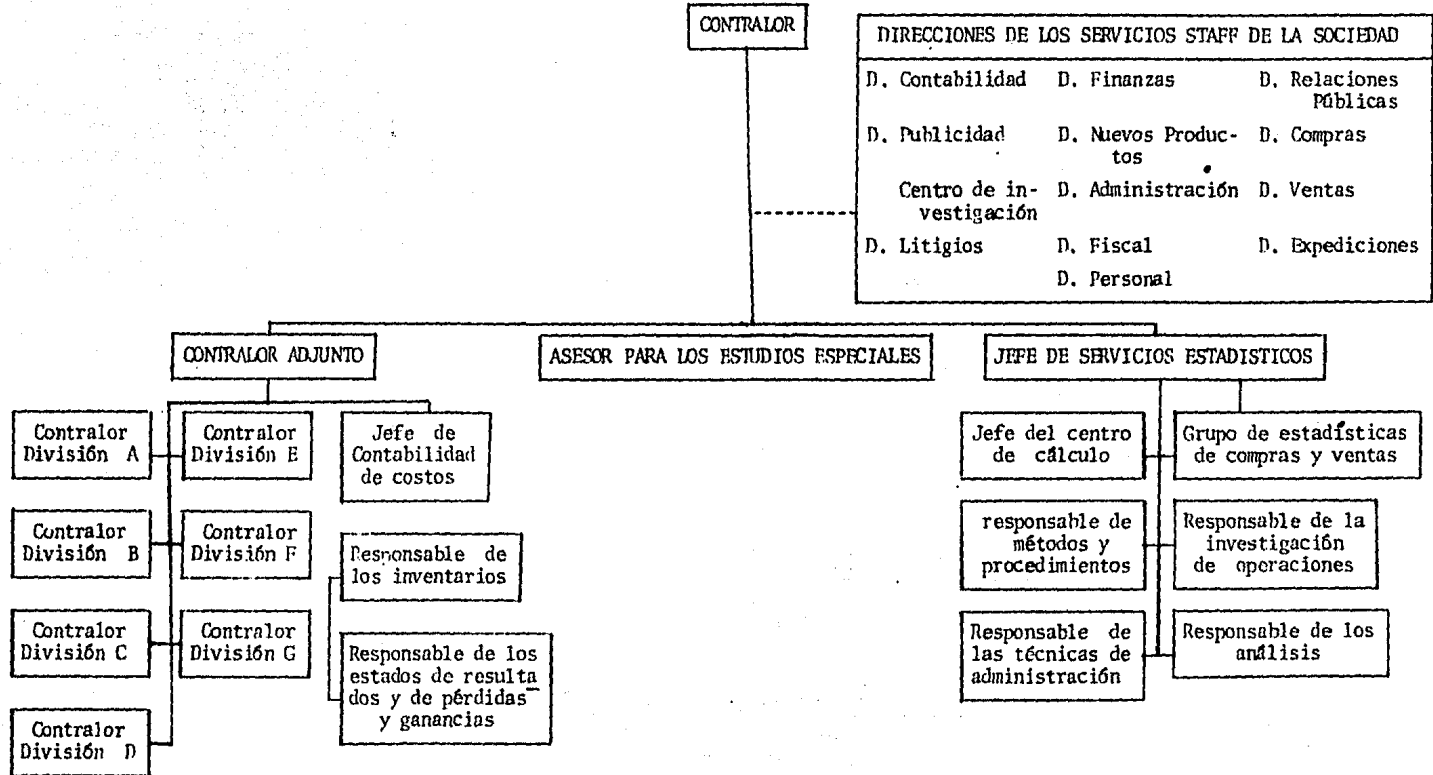 CONTRALOR
DIRECCIONES DE LOS SERVICIOS STAFF DE LA SOCIEDAD
D. Contabilidad D. Finanzas D. Relaciones
Públicas
D. Publicidad D. Nuevos Produc- D. Compras
tos
Centro de in- D. Administración D. Ventas
vestigación
D. Litigios D. Fiscal D. Expediciones
D. Personal
CONTRALOR ADJUNTO
ASESOR PARA LOS ESTUDIOS ESPECIALES
JEFE DE SERVICIOS ESTADISTICOS
Contralor
División A
Contralor
División E
Jefe de
Contabilidad
de costos
Contralor
División B
Contralor
División F
Responsable de
los inventarios
Contralor
División C
Contralor
División G
Responsable de los
estados de resulta
dos y de pérdidas
y ganancias
Contralor
División D
Jefe del centro
de cálculo
Grupo de estadísticas
de compras y ventas
responsable de
métodos y
procedimientos
Responsable de la
investigación
de operaciones
Responsable de
las técnicas de
administración
Responsable de los
análisis